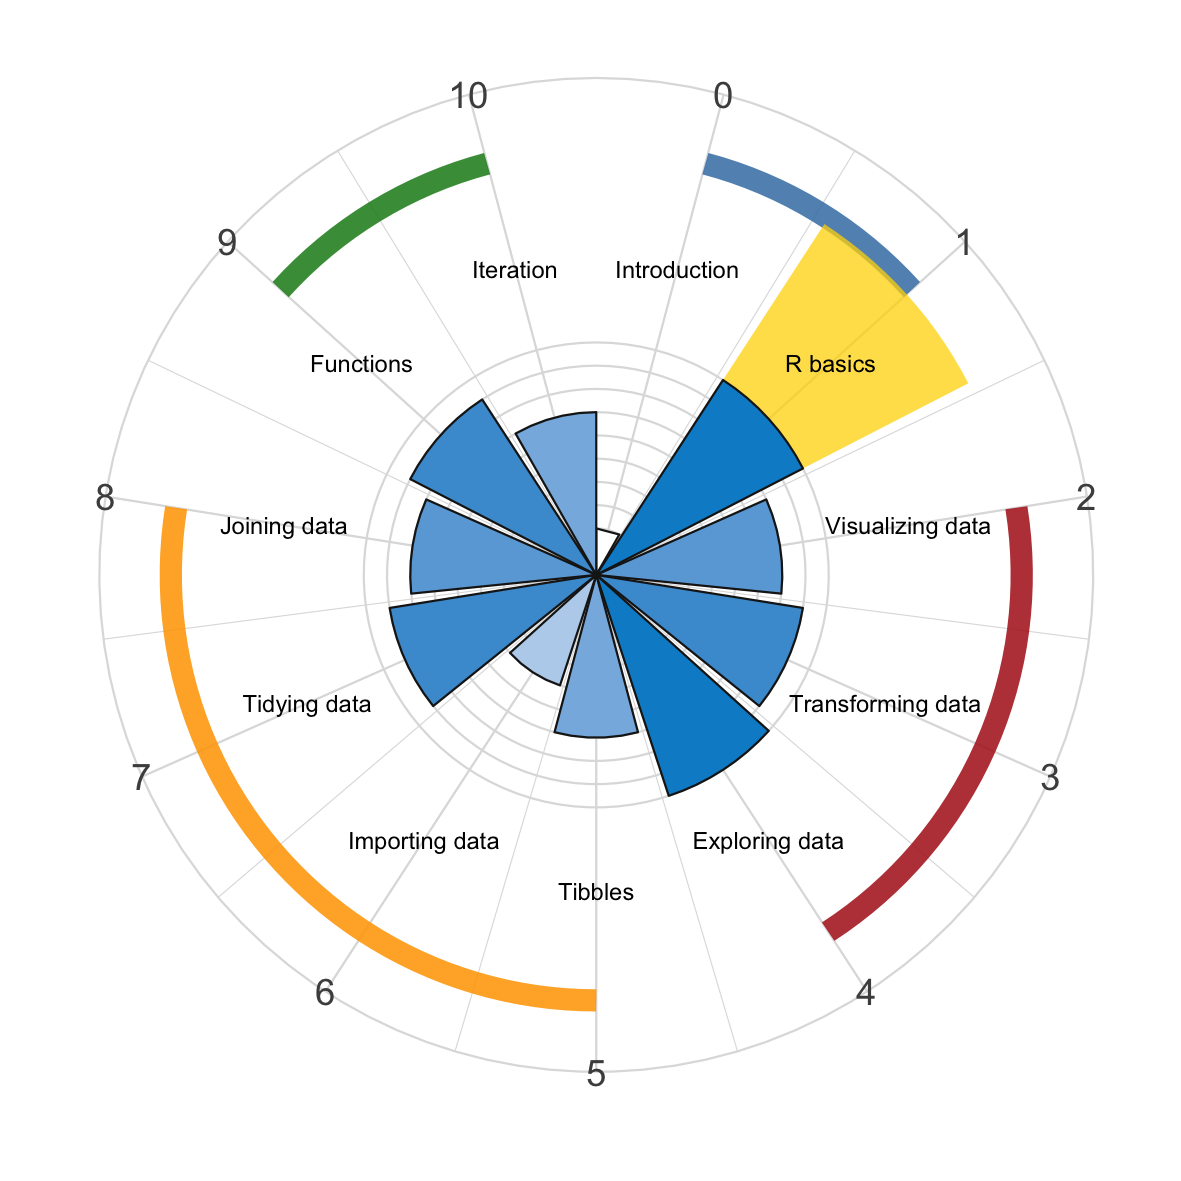 10
0
9
1
Iteration
Introduction
Functions
R basics
8
2
Joining data
Visualizing data
Tidying data
Transforming data
7
3
Importing data
Exploring data
Tibbles
6
4
5